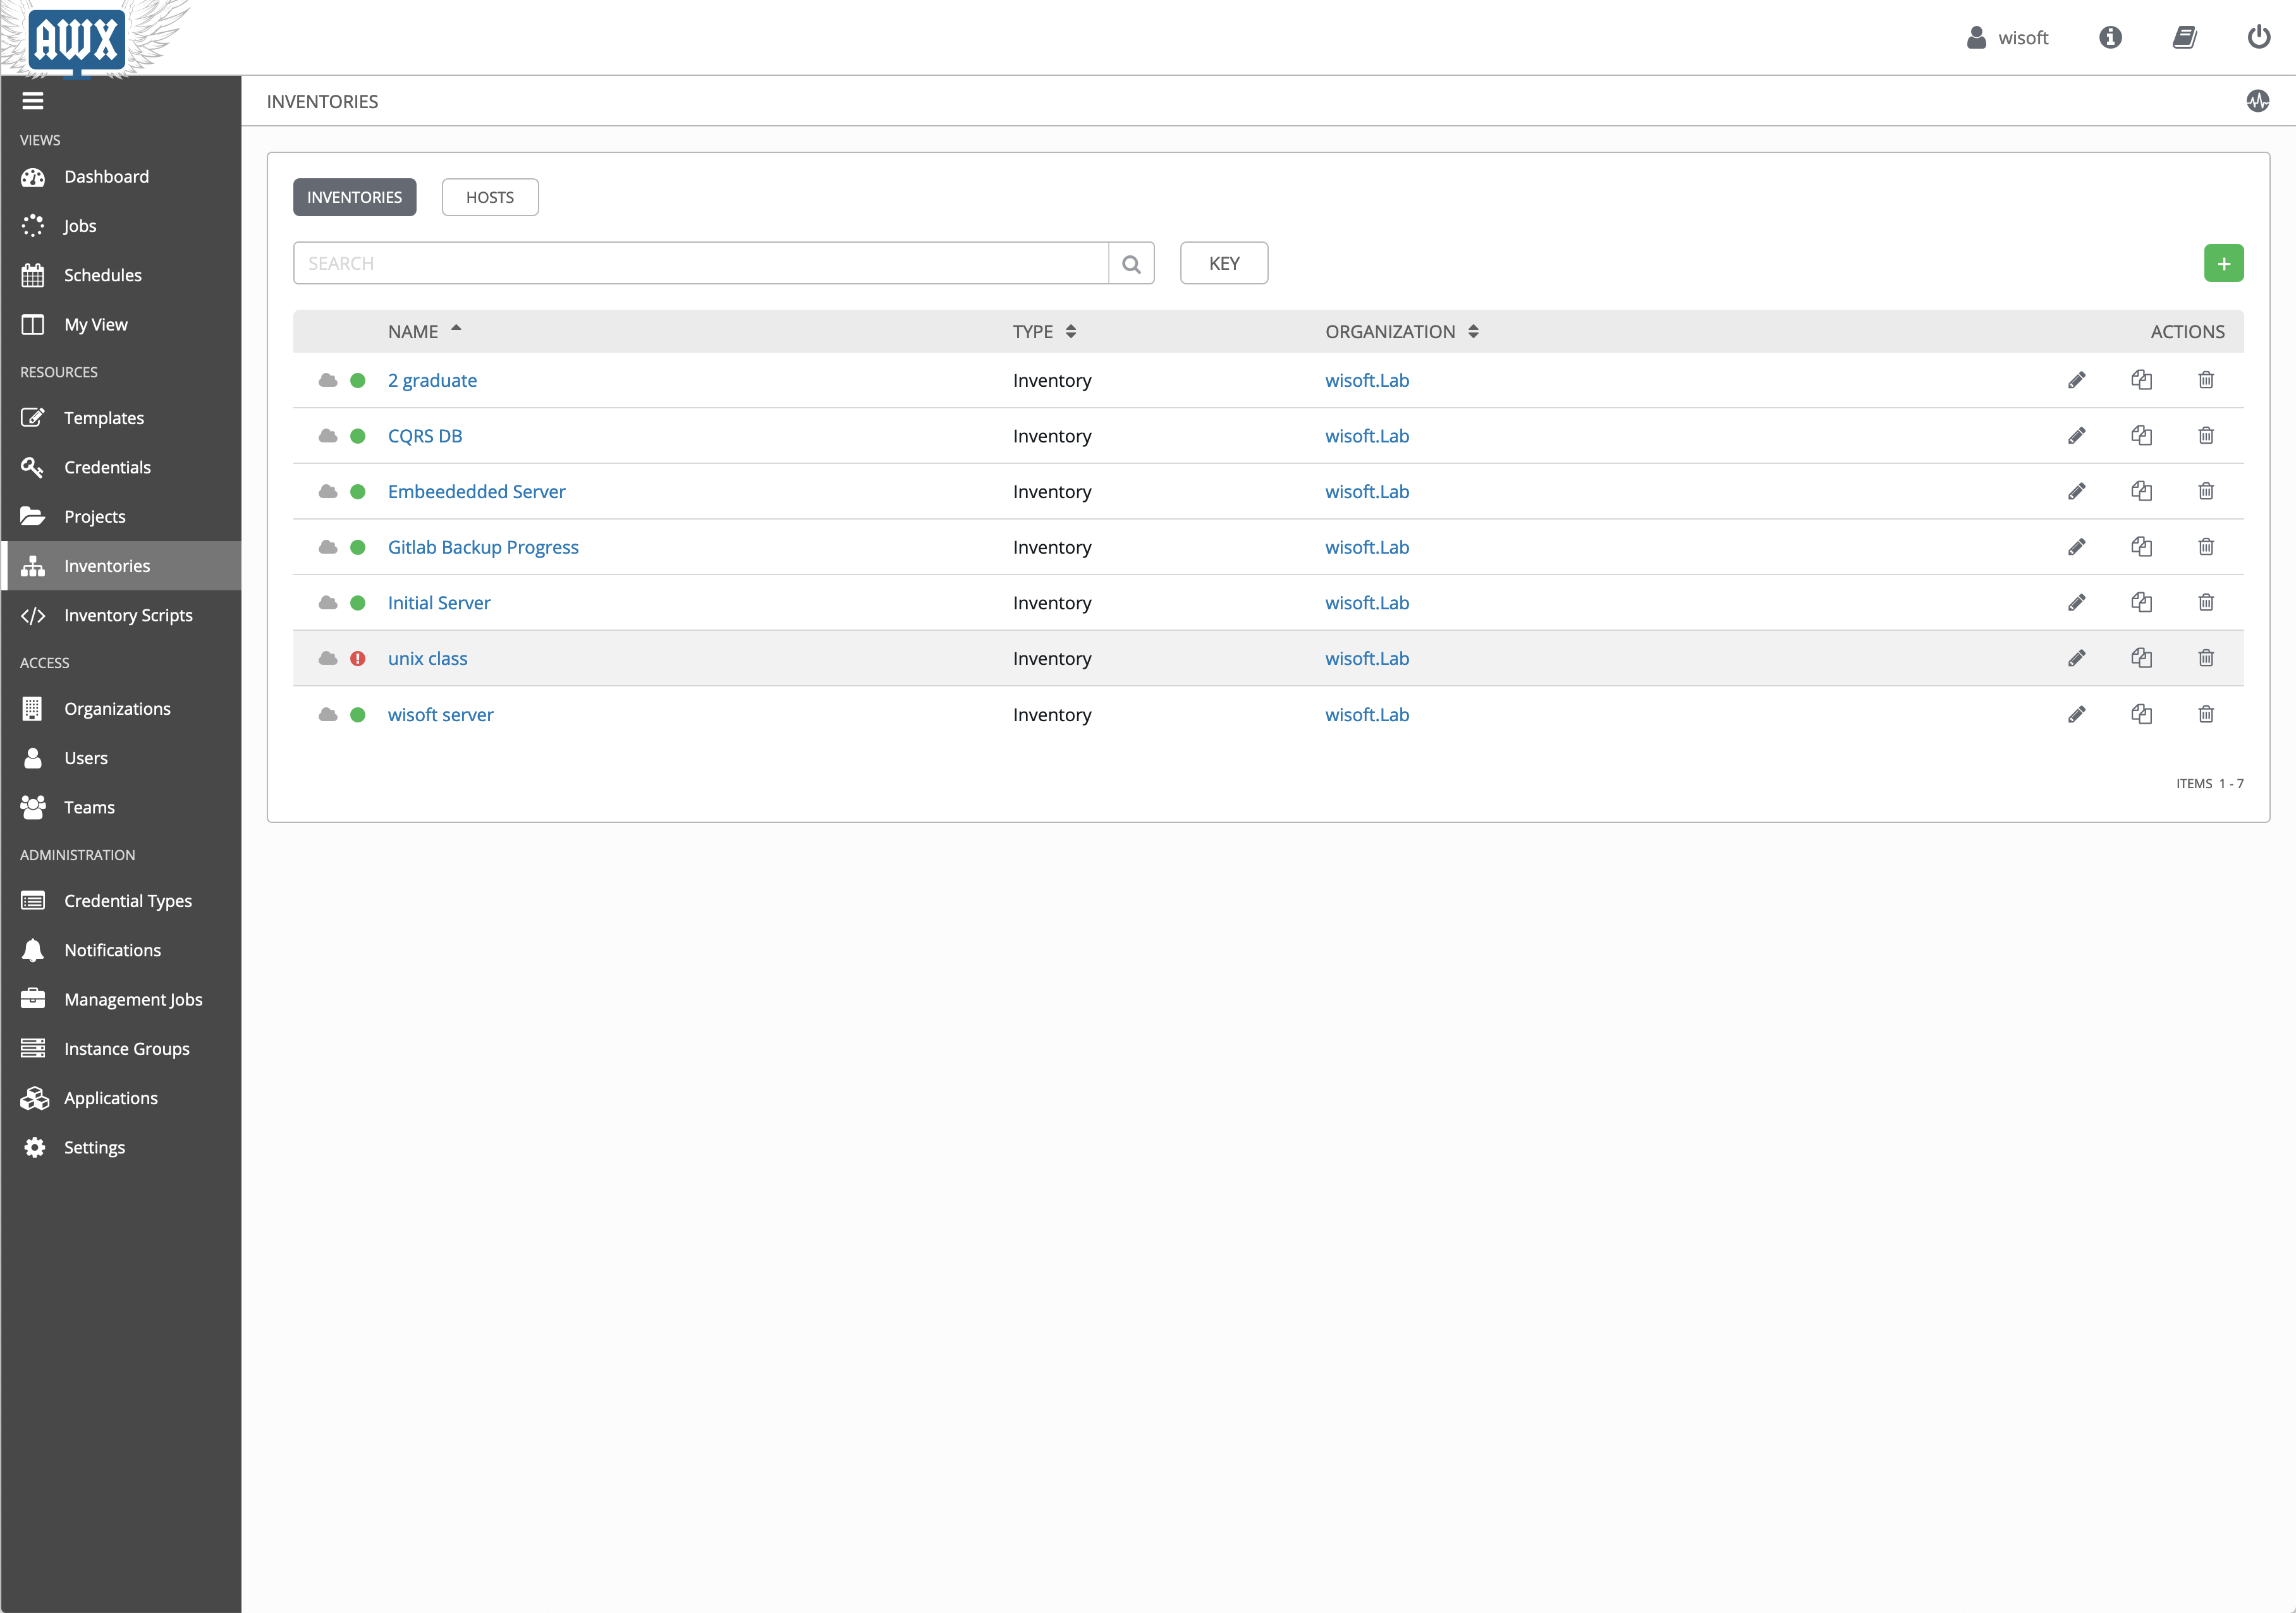 AWX
wisoft
INVENTORIES
VIEWS
Dashboard
Jobs
Schedules
My View
RESOURCES
Templates
Credentials
Projects
Inventories
Inventory Scripts
ACCESS
Organizations
Users
Teams
ADMINISTRATION
Credential Types
Notifications
Management Jobs
Instance Groups
Applications
Settings
INVENTORIES HOSTS
SEARCH KEY +
NAME TYPE ORGANIZATION ACTIONS
2 graduate Inventory wisoft.Lab
CQRS DB Inventory wisoft.Lab
Embeededded Server Inventory wisoft.Lab
Gitlab Backup Progress Inventory wisoft.Lab
Initial Server Inventory wisoft.Lab
unix class Inventory wisoft.Lab
wisoft server Inventory wisoft.Lab
ITEMS 1 - 7